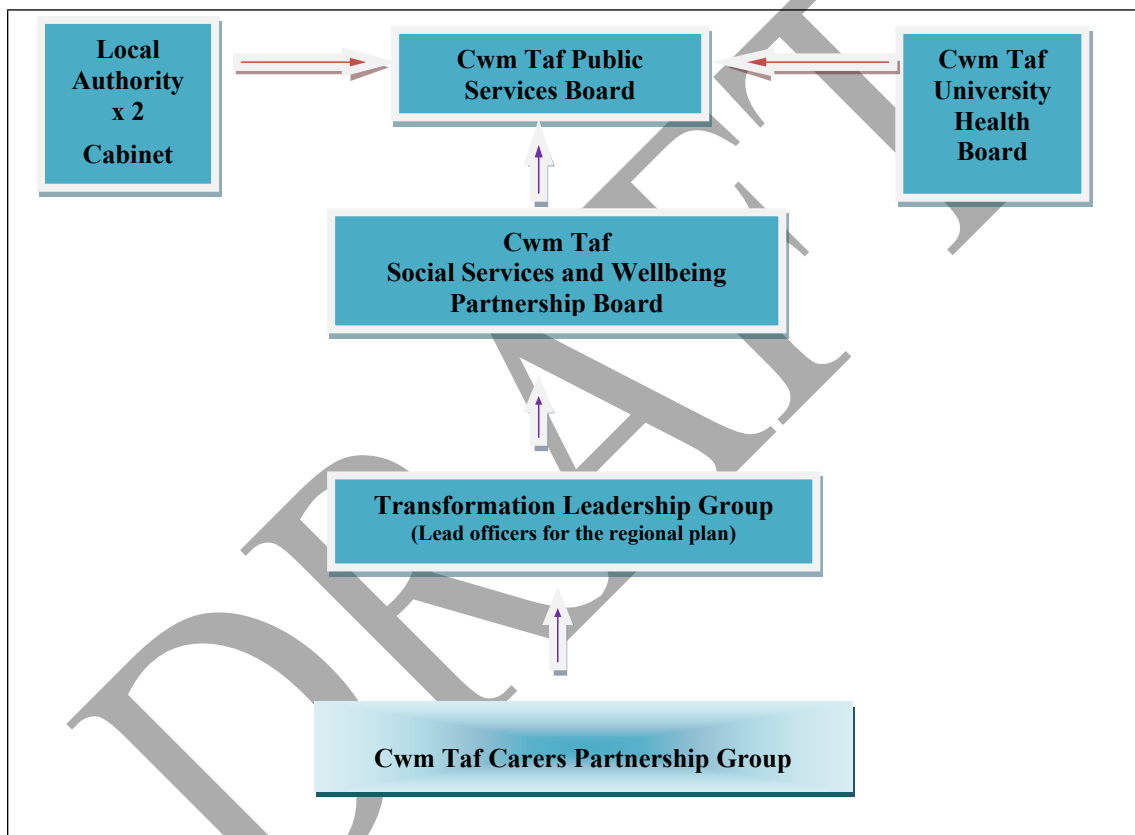 Local
Authority
x 2
Cabinet
Cwm Taf Public
Services Board
Cwm Taf
University
Health
Board
Cwm Taf
Social Services and Wellbeing
Partnership Board
Transformation Leadership Group
(Lead officers for the regional plan)
Cwm Taf Carers Partnership Group
DRAFT